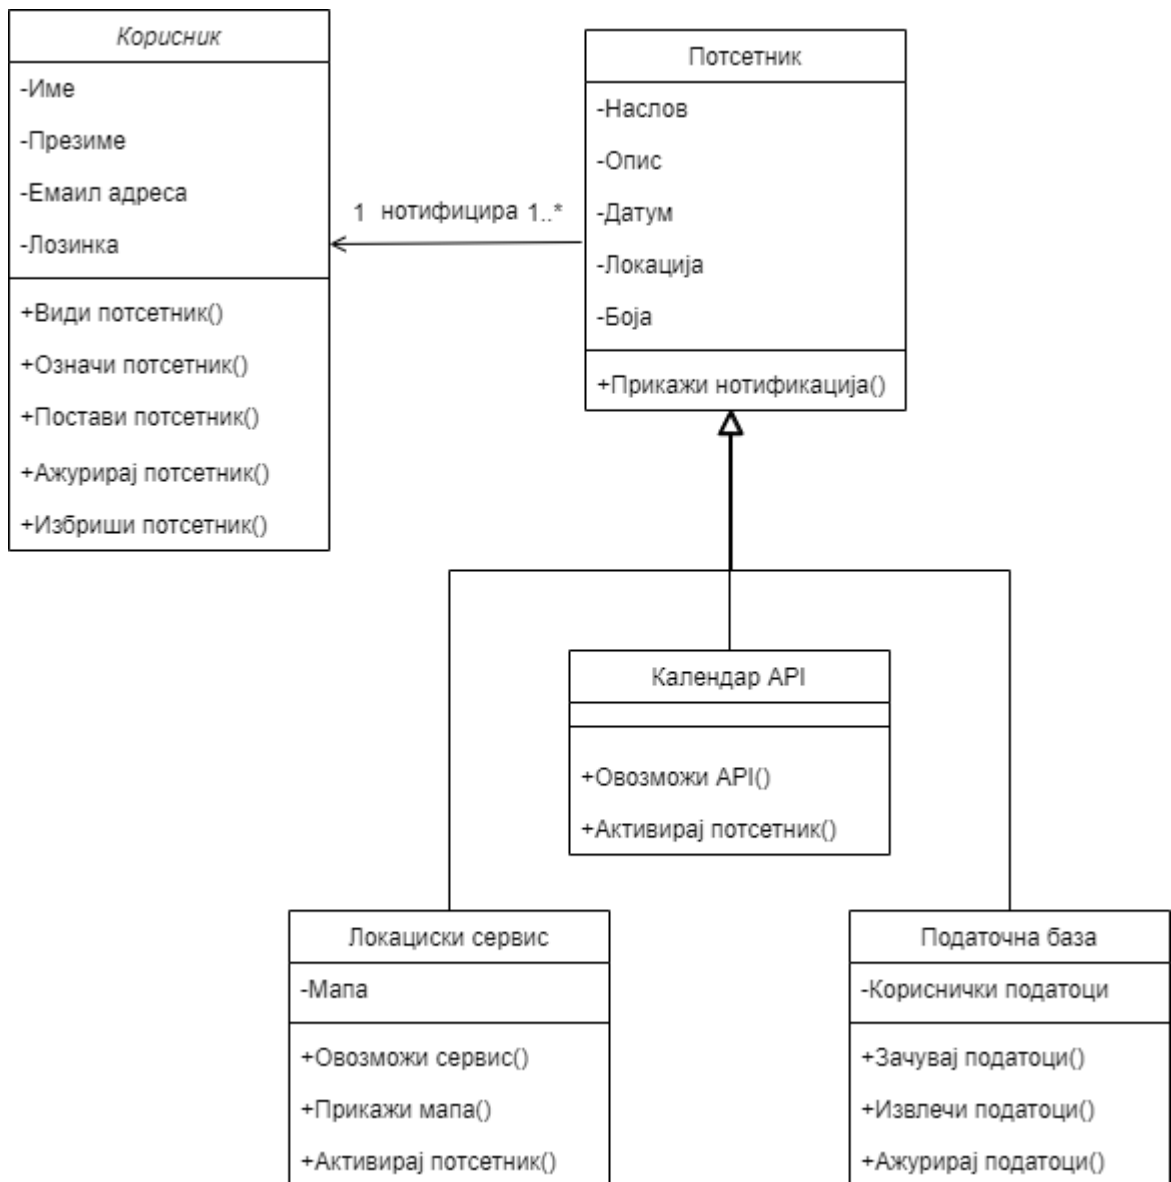 Корисник
-Име
-Презиме
-Емаил адреса
-Лозинка
+Види потсетник()
+Означи потсетник()
+Постави потсетник()
+Ажурирај потсетник()
+Избриши потсетник()
1 нотифицира 1..*
Потсетник
-Наслов
-Опис
-Датум
-Локација
-Боја
+Прикажи нотификација()
Календар API
+Овозможи API()
+Активирај потсетник()
Локациски сервис
-Мапа
+Овозможи сервис()
+Прикажи мапа()
+Активирај потсетник()
Податочна база
-Кориснички податоци
+Зачувај податоци()
+Извлечи податоци()
+Ажурирај податоци()